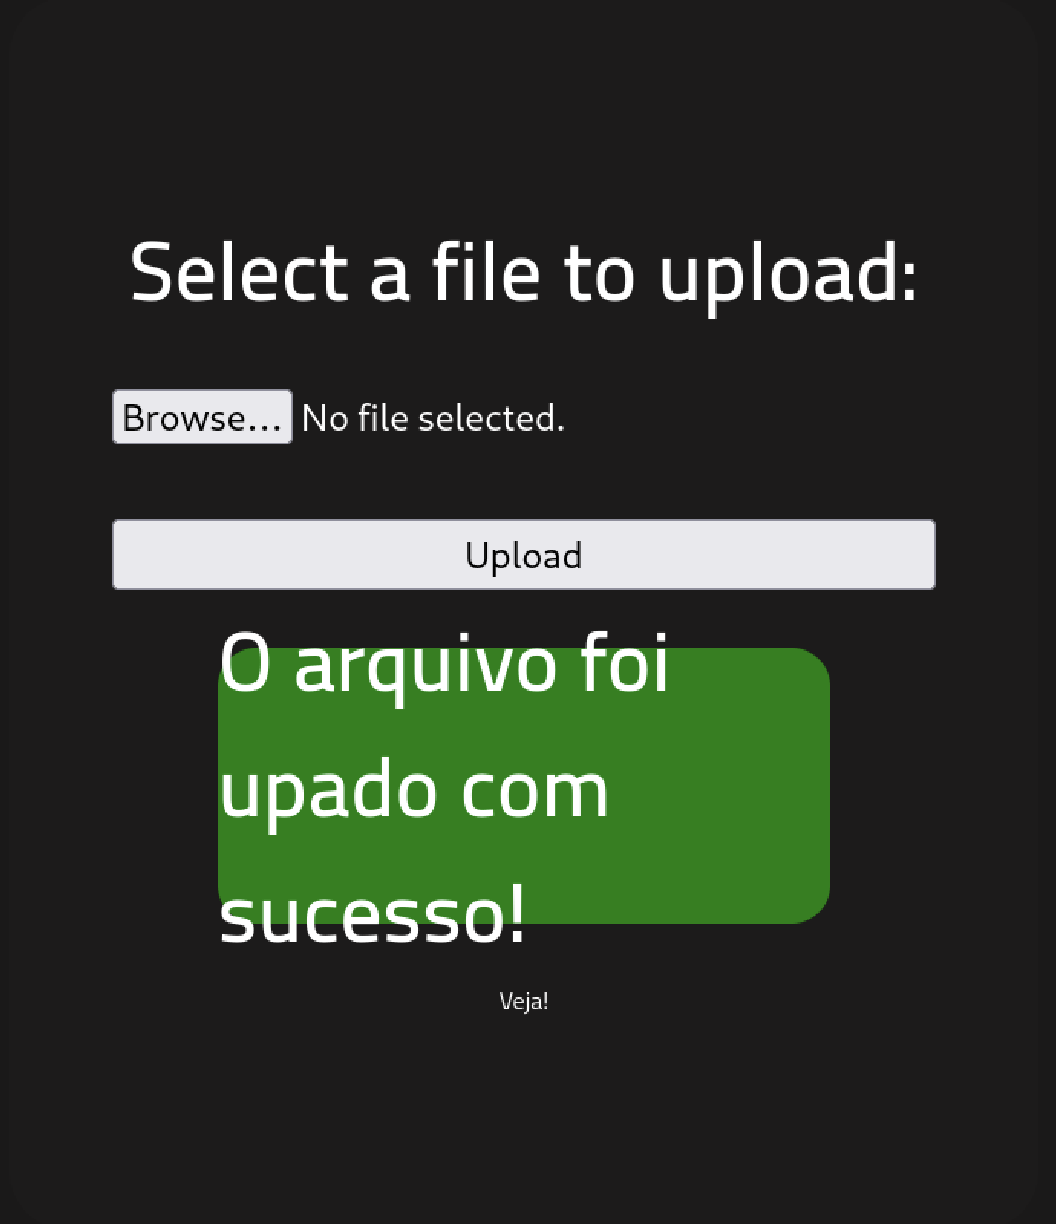 Select a file to upload:
Browse... No file selected.
Upload
O arquivo foi
upado com
sucesso!
Veja!